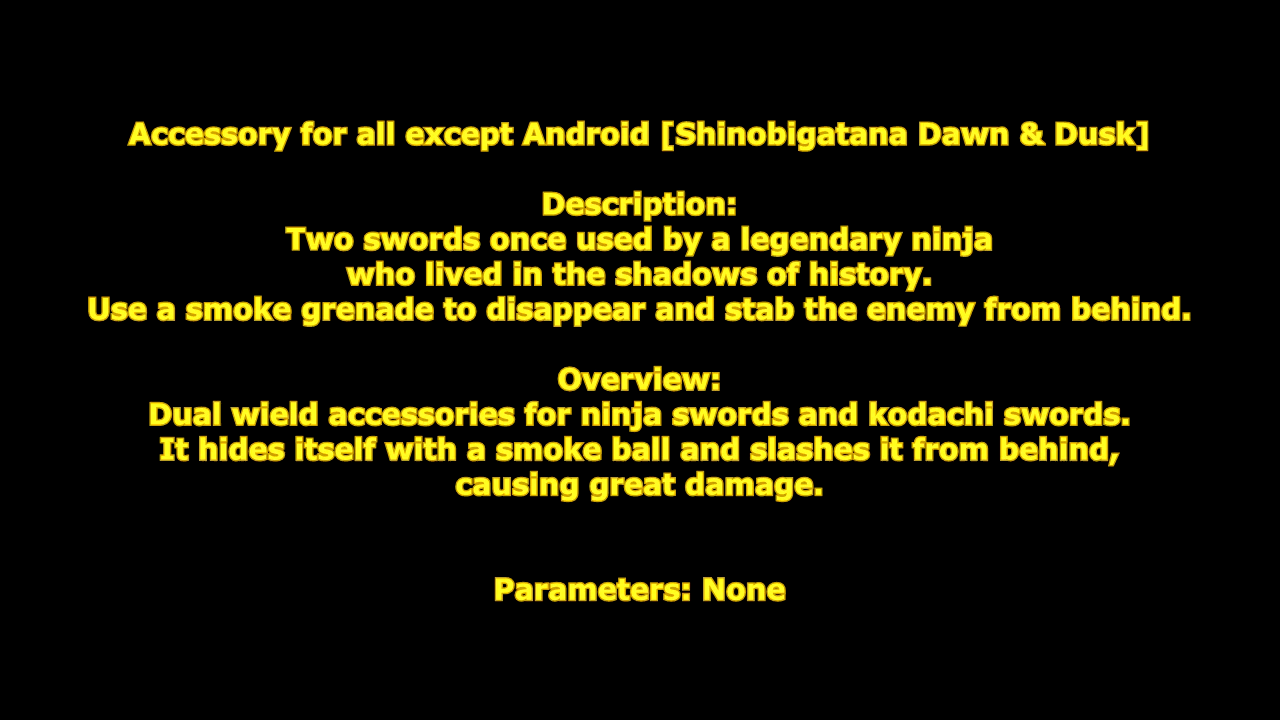 Accessory for all except Android [Shinobigatana Dawn & Dusk]
Description:
Two swords once used by a legendary ninja
who lived in the shadows of history.
Use a smoke grenade to disappear and stab the enemy from behind.
Overview:
Dual wield accessories for ninja swords and kodachi swords.
It hides itself with a smoke ball and slashes it from behind,
causing great damage.
Parameters: None